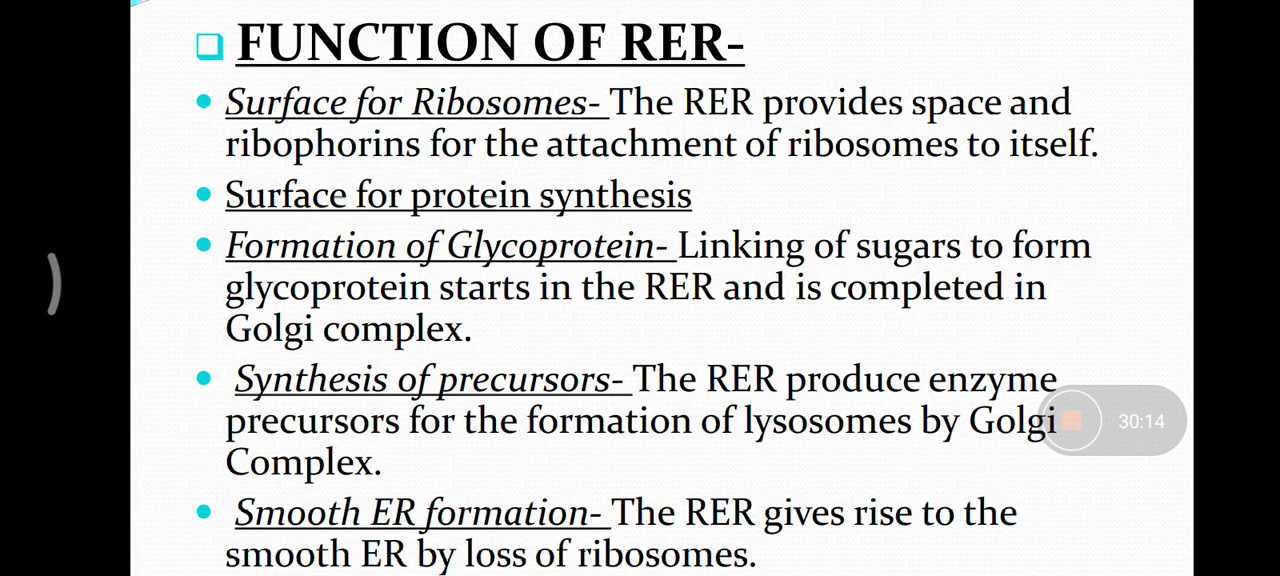 FUNCTION OF RER-
Surface for Ribosomes- The RER provides space and
ribophorins for the attachment of ribosomes to itself.
Surface for protein synthesis
Formation of Glycoprotein- Linking of sugars to form
glycoprotein starts in the RER and is completed in
Golgi complex.
Synthesis of precursors- The RER produce enzyme
precursors for the formation of lysosomes by Golgi
30:14
Complex.
Smooth ER formation- The RER gives rise to the
smooth ER by loss of ribosomes.